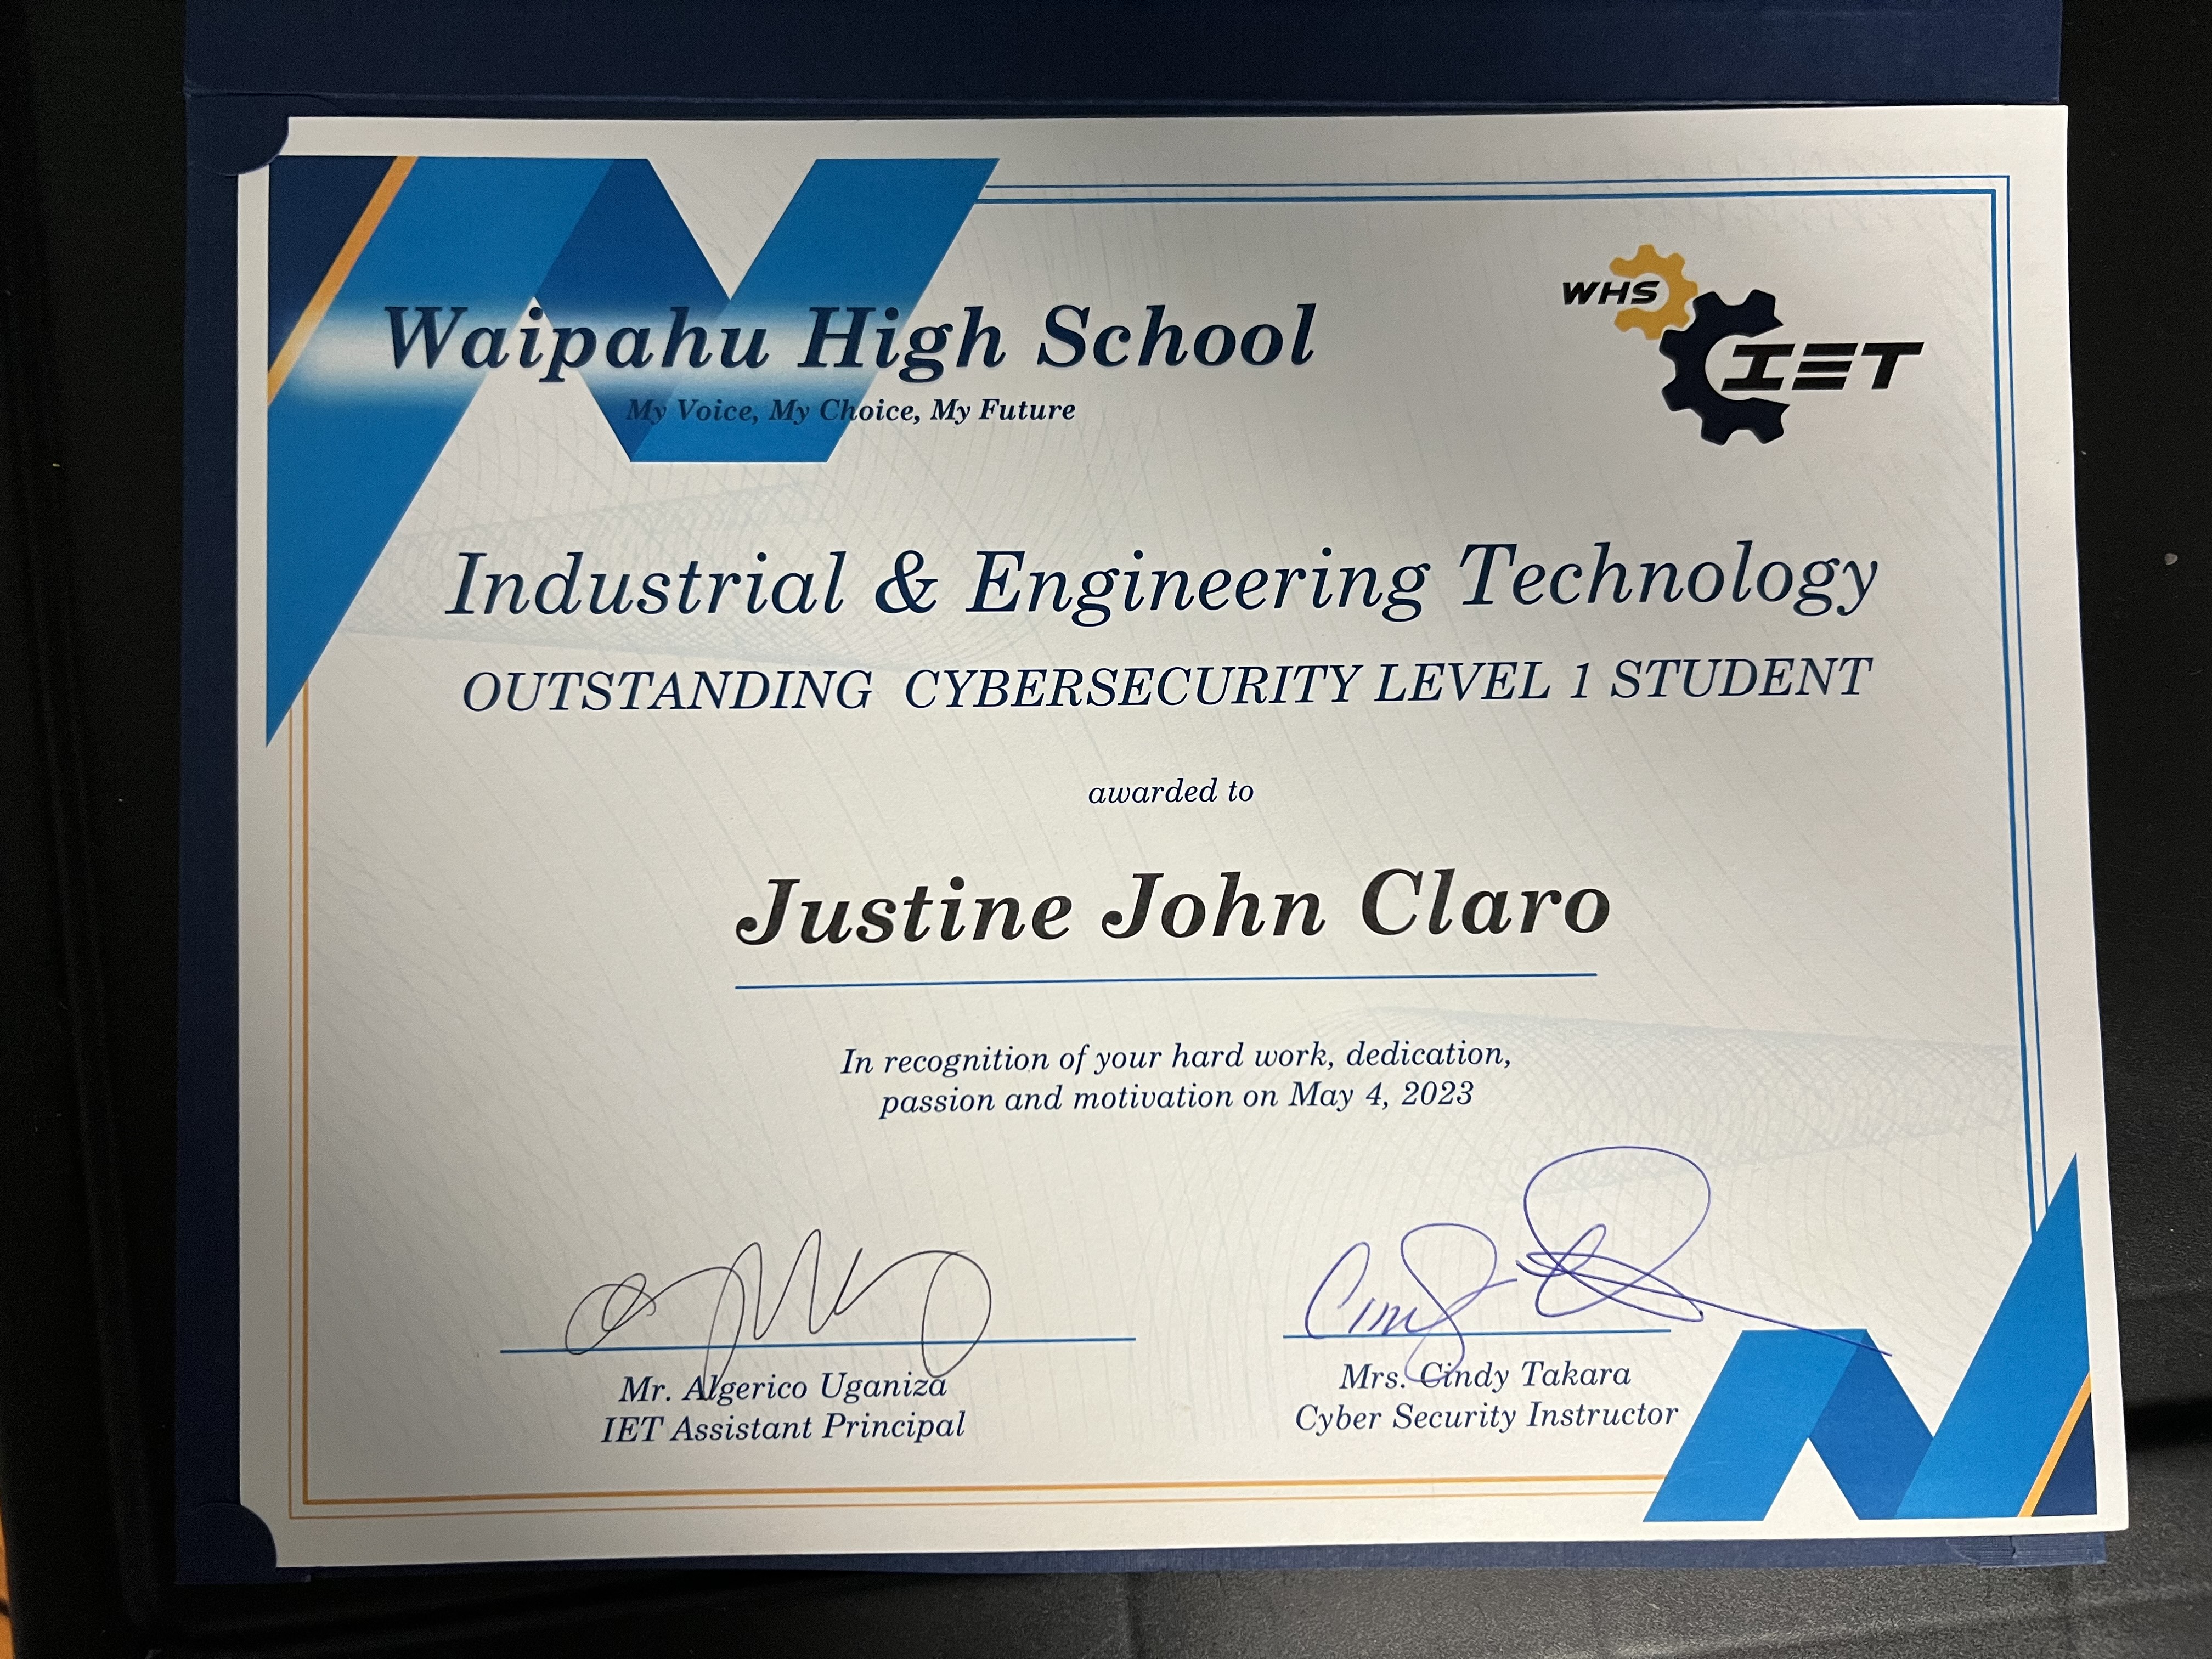 Waipahu High School
My Voice, My Choice, My Future
WHS
IET
Industrial & Engineering Technology
OUTSTANDING CYBERSECURITY LEVEL 1 STUDENT
awarded to
Justine John Claro
In recognition of your hard work, dedication,
passion and motivation on May 4, 2023
Mr. Algerico Uganiza
IET Assistant Principal
Mrs. Cindy Takara
Cyber Security Instructor